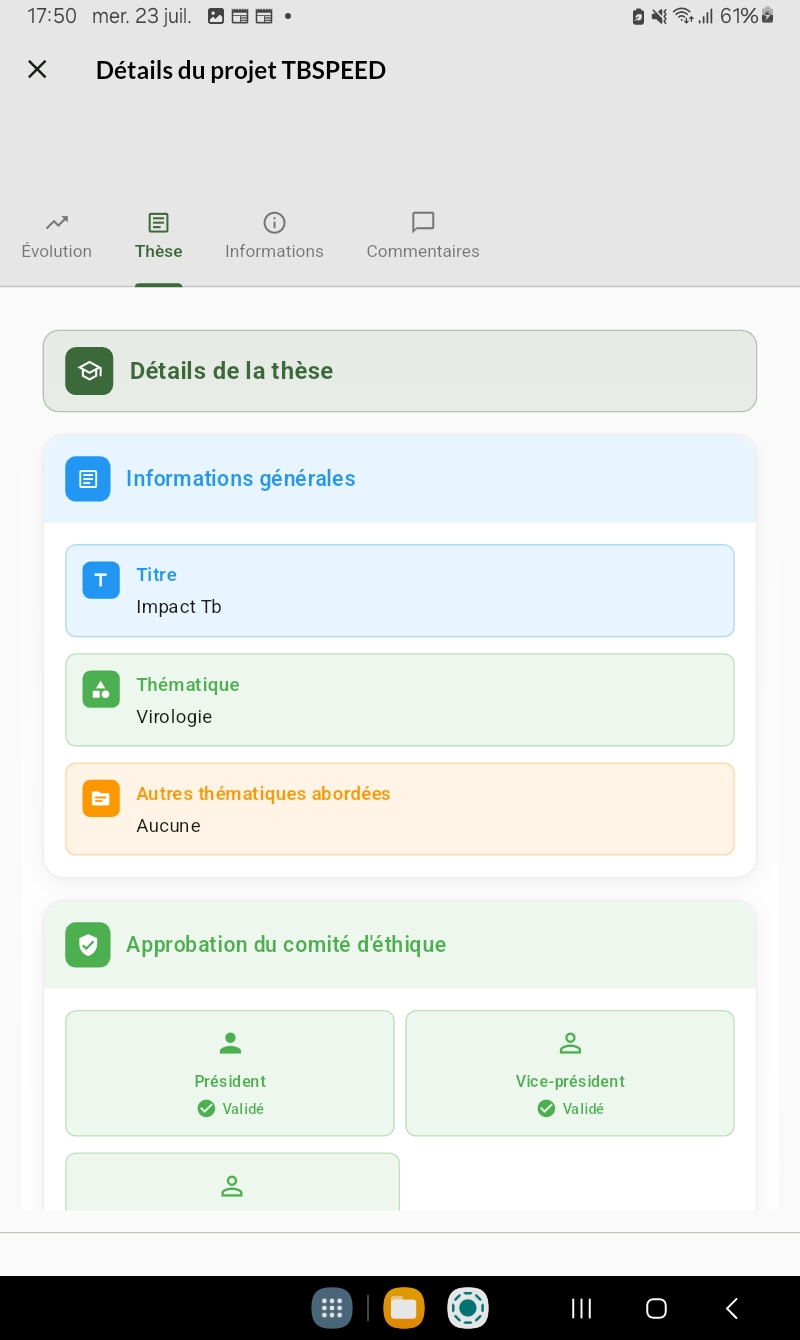 17:50 mer. 23 juil. 61%
Détails du projet TBSPEED
Évolution Thèse Informations Commentaires
Détails de la thèse
Informations générales
Titre
Impact Tb
Thématique
Virologie
Autres thématiques abordées
Aucune
Approbation du comité d'éthique
Président Vice-président
Validé Validé